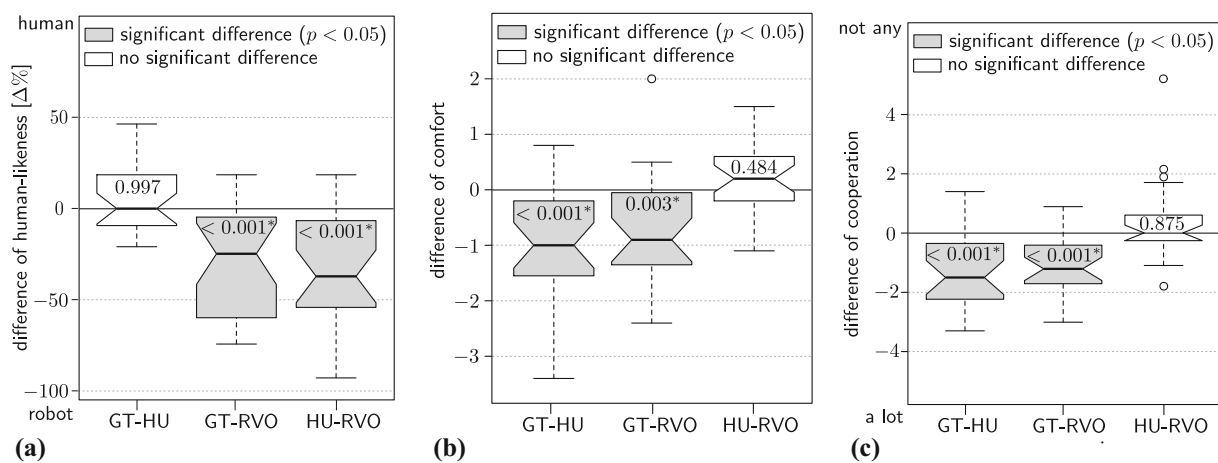 human
significant difference (p < 0.05)
no significant difference
difference of human-likeness [Δ%]
50
0
−50
−100
robot
0.997
< 0.001*
< 0.001*
GT-HU
GT-RVO
HU-RVO
(a)
significant difference (p < 0.05)
no significant difference
difference of comfort
2
1
0
−1
−2
−3
< 0.001*
0.003*
0.484
GT-HU
GT-RVO
HU-RVO
(b)
not any
significant difference (p < 0.05)
no significant difference
difference of cooperation
4
2
0
−2
−4
a lot
< 0.001*
< 0.001*
0.875
GT-HU
GT-RVO
HU-RVO
(c)